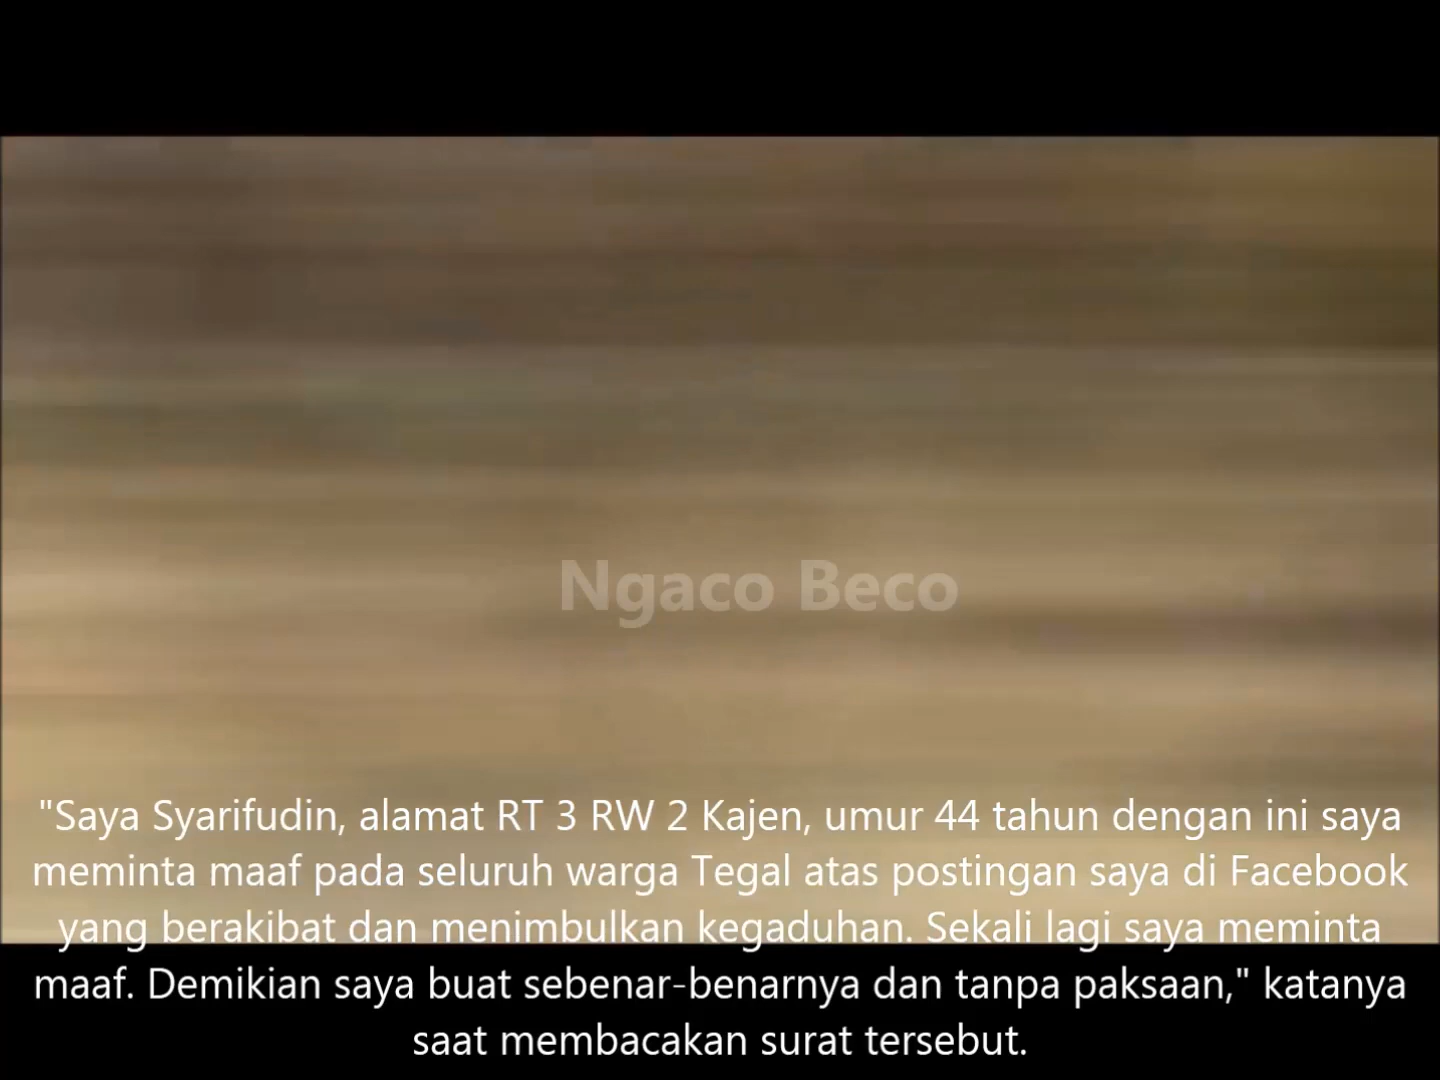 Ngaco Beco
"Saya Syarifudin, alamat RT 3 RW 2 Kajen, umur 44 tahun dengan ini saya
meminta maaf pada seluruh warga Tegal atas postingan saya di Facebook
yang berakibat dan menimbulkan kegaduhan. Sekali lagi saya meminta
maaf. Demikian saya buat sebenar-benarnya dan tanpa paksaan," katanya
saat membacakan surat tersebut.